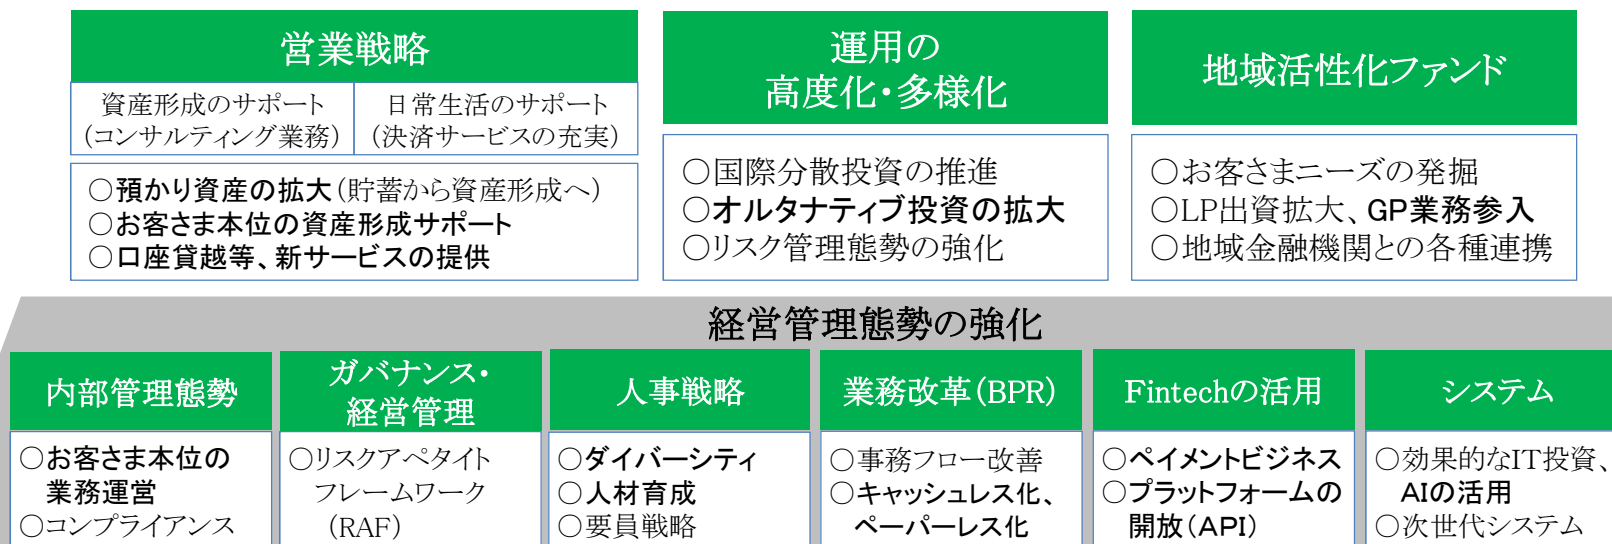 営業戦略
資産形成のサポート
(コンサルティング業務)
日常生活のサポート
(決済サービスの充実)
○預かり資産の拡大(貯蓄から資産形成へ)
○お客さま本位の資産形成サポート
○口座貸越等、新サービスの提供
運用の
高度化・多様化
○国際分散投資の推進
○オルタナティブ投資の拡大
○リスク管理態勢の強化
地域活性化ファンド
○お客さまニーズの発掘
○LP出資拡大、GP業務参入
○地域金融機関との各種連携
経営管理態勢の強化
内部管理態勢
○お客さま本位の
業務運営
○コンプライアンス
ガバナンス・
経営管理
○リスクアペタイト
フレームワーク
(RAF)
人事戦略
○ダイバーシティ
○人材育成
○要員戦略
業務改革(BPR)
○事務フロー改善
○キャッシュレス化、
ペーパーレス化
Fintechの活用
○ペイメントビジネス
○プラットフォームの
開放(API)
システム
○効果的なIT投資、
AIの活用
○次世代システム